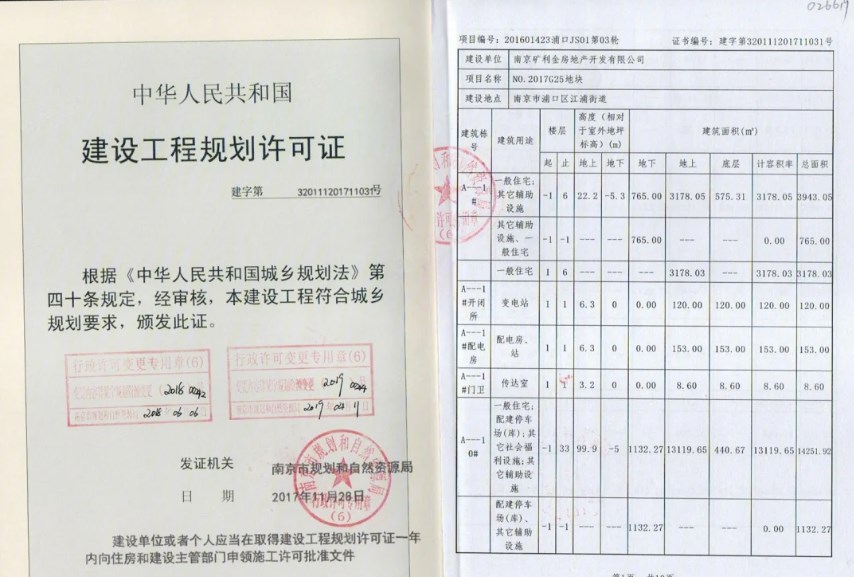 026617
中华人民共和国
建设工程规划许可证
建字第 320111201711031号
根据《中华人民共和国城乡规划法》第
四十条规定，经审核，本建设工程符合城乡
规划要求，颁发此证。
行政许可变更专用章(6)
2018
2018 06 06
行政许可变更专用章(6)
2019
2019 04 11
发证机关 南京市规划和自然资源局
日 期 2017年11月28日
行政许可专用章
(6)
建设单位或者个人应当在取得建设工程规划许可证一年
内向住房和建设主管部门申领施工许可批准文件
项目编号：201601423浦口JS01第03轮 证书编号：建字第320111201711031号
建设单位 南京矿利金房地产开发有限公司
项目名称 NO.2017G25地块
建设地点 南京市浦口区江浦街道
建筑栋号 建筑用途 楼层 高度（相对于室外地坪标高）(m) 建筑面积(㎡)
起 止 地上 地下 地下 地上 底层 计容积率 总面积
A---1# 一般住宅;其它辅助设施 -1 6 22.2 -5.3 765.00 3178.05 575.31 3178.05 3943.05
其它辅助设施、一般住宅 -1 -1 --- --- 765.00 --- --- 0.00 765.00
一般住宅 1 6 --- --- --- 3178.03 --- 3178.03 3178.03
A---1#开闭所 变电站 1 1 6.3 0 0.00 120.00 120.00 120.00 120.00
A---1#配电房 配电房、站 1 1 6.3 0 0.00 153.00 153.00 153.00 153.00
A---1#门卫 传达室 1 1 3.2 0 0.00 8.60 8.60 8.60 8.60
A---10# 一般住宅;配建停车场(库);其它社会福利设施;其它辅助设施 -1 33 99.9 -5 1132.27 13119.65 440.67 13119.65 14251.92
配建停车场(库)、其它辅助设施 -1 -1 --- --- 1132.27 --- --- 0.00 1132.27